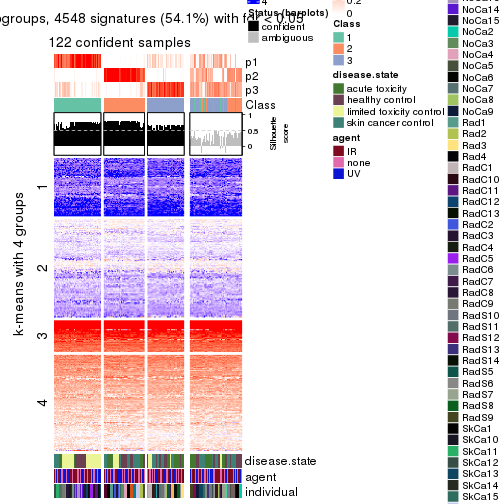 groups, 4548 signatures (54.1%) with fdr < 0.05
122 confident samples
p1
p2
p3
Class
1
0.5
0
Silhouette
score
k-means with 4 groups
1
2
3
4
disease.state
agent
individual
4
Status (barplots)
confident
ambiguous
0.2
0
Class
1
2
3
disease.state
acute toxicity
healthy control
limited toxicity control
skin cancer control
agent
IR
none
UV
NoCa14
NoCa15
NoCa2
NoCa3
NoCa4
NoCa5
NoCa6
NoCa7
NoCa8
NoCa9
Rad1
Rad2
Rad3
Rad4
RadC1
RadC10
RadC11
RadC12
RadC13
RadC2
RadC3
RadC4
RadC5
RadC6
RadC7
RadC8
RadC9
RadS10
RadS11
RadS12
RadS13
RadS14
RadS5
RadS6
RadS7
RadS8
RadS9
SkCa1
SkCa10
SkCa11
SkCa12
SkCa13
SkCa14
SkCa15